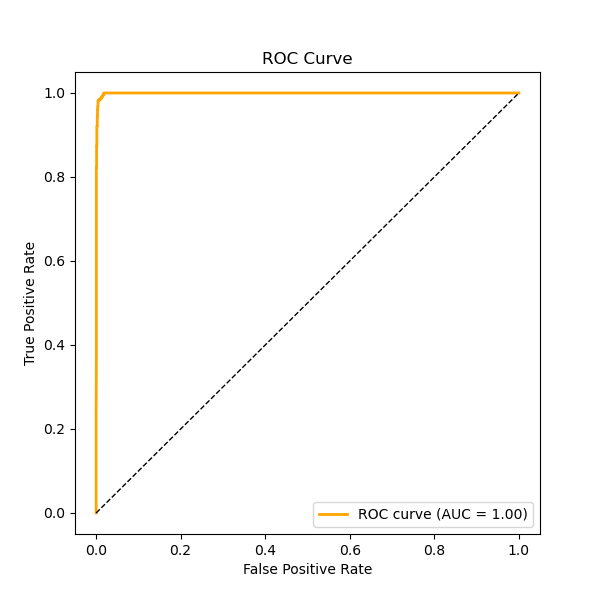 ROC Curve
1.0
0.8
0.6
0.4
0.2
0.0
True Positive Rate
ROC curve (AUC = 1.00)
0.0 0.2 0.4 0.6 0.8 1.0
False Positive Rate